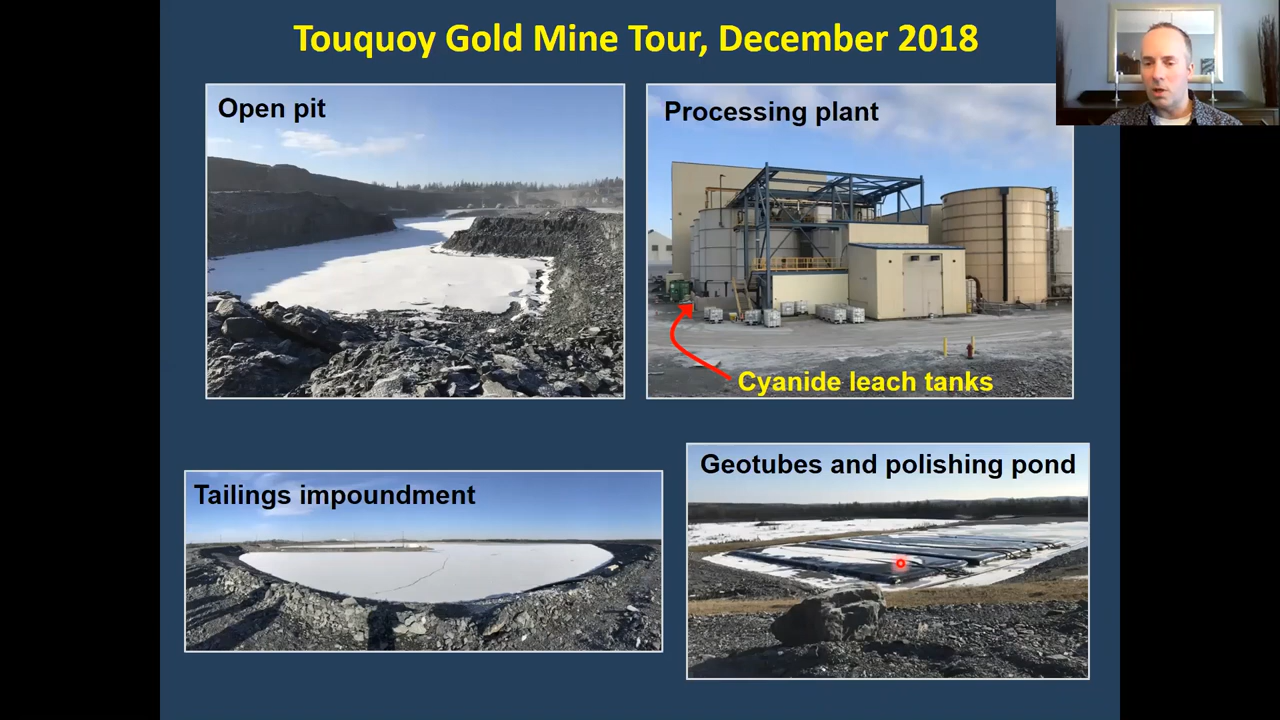 Touquoy Gold Mine Tour, December 2018
Open pit
Processing plant
Cyanide leach tanks
Tailings impoundment
Geotubes and polishing pond